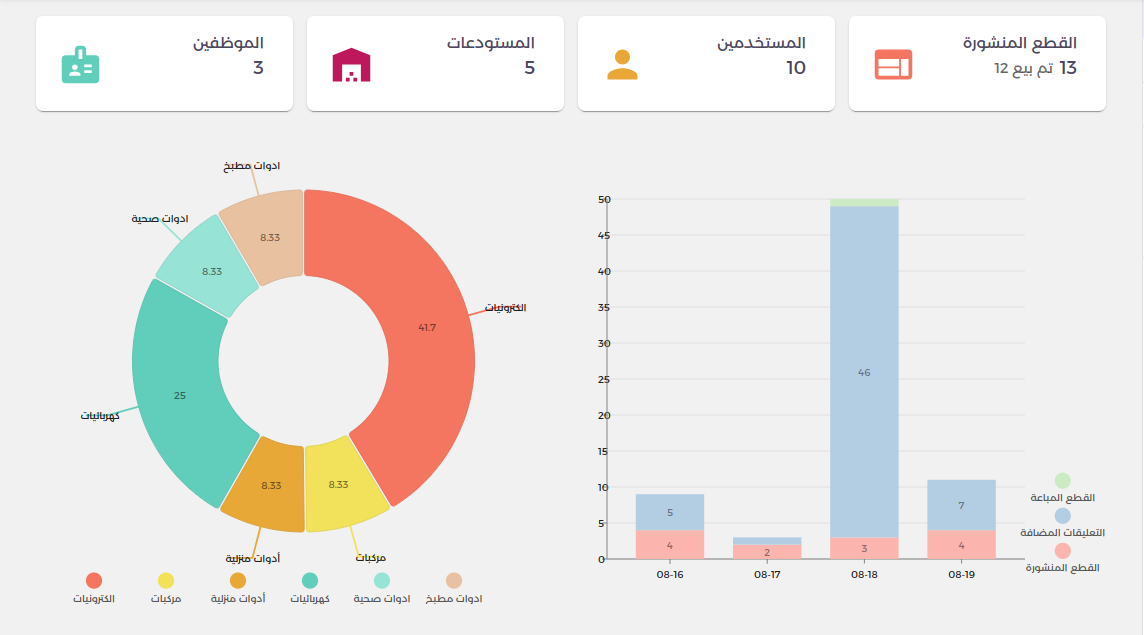 القطع المنشورة
13 تم بيع 12
المستخدمين
10
المستودعات
5
الموظفين
3
ادوات مطبخ
ادوات صحية
الكترونيات
كهربائيات
أدوات منزلية
مركبات
8.33
8.33
41.7
25
8.33
8.33
الكترونيات
مركبات
أدوات منزلية
كهربائيات
ادوات صحية
ادوات مطبخ
50
45
40
35
30
25
20
15
10
5
0
46
5
7
4
2
3
4
08-16
08-17
08-18
08-19
القطع المباعة
التعليقات المضافة
القطع المنشورة